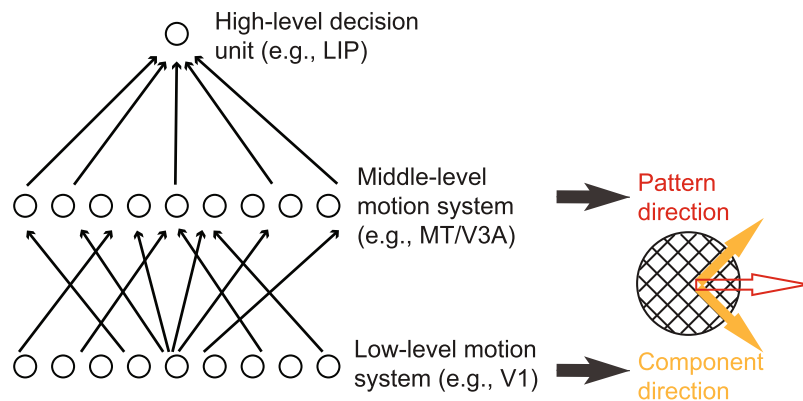 High-level decision
unit (e.g., LIP)
Middle-level
motion system
(e.g., MT/V3A)
Pattern
direction
Low-level motion
system (e.g., V1)
Component
direction